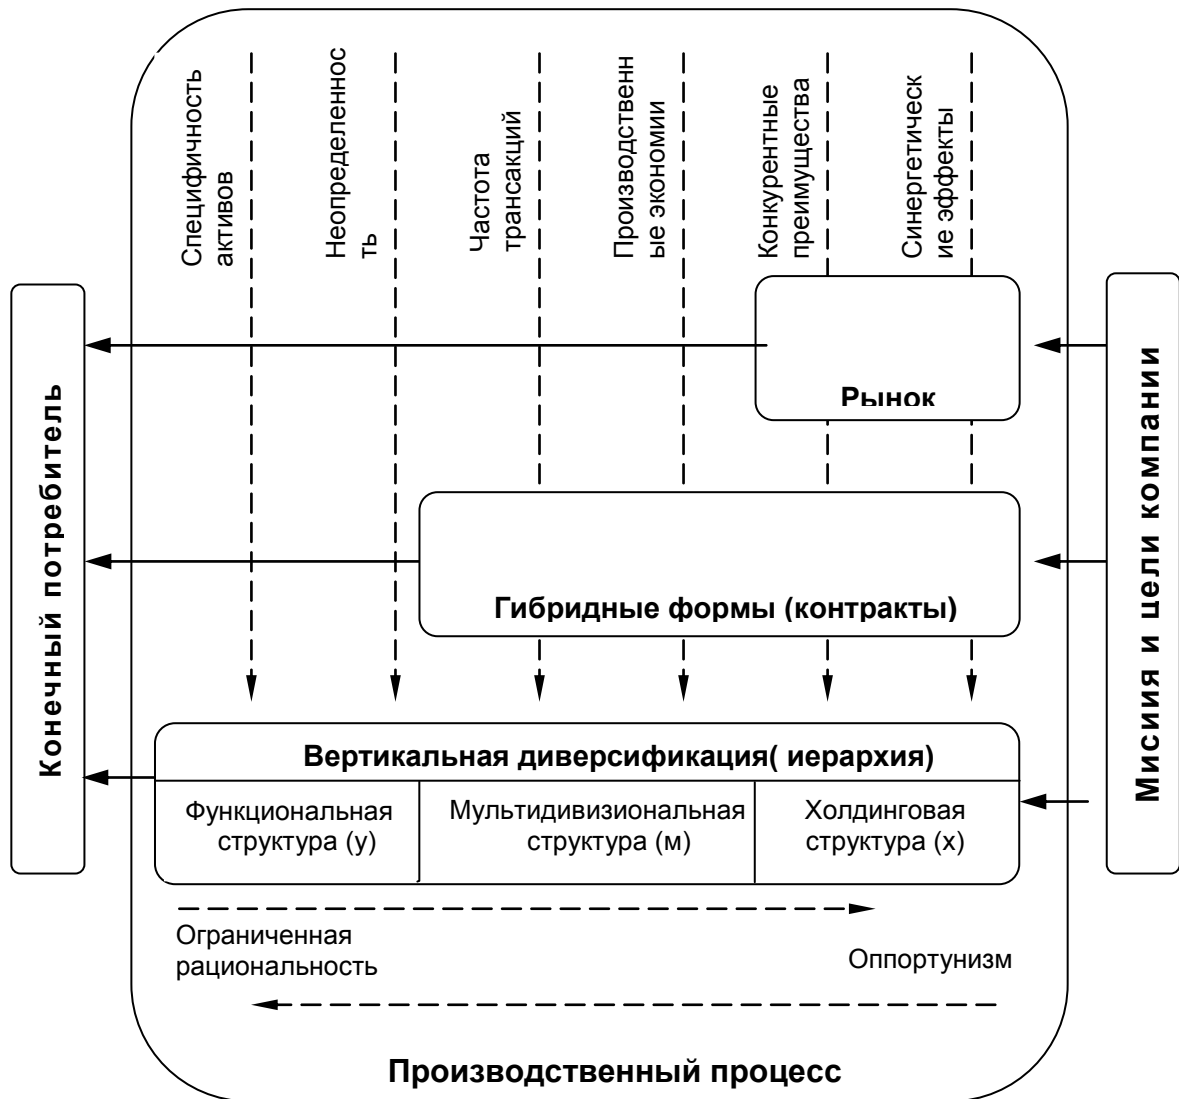 Специфичность
активов
Неопределеннос
ть
Частота
трансакций
Производственн
ые экономии
Конкурентные
преимущества
Синергетическ
ие эффекты
Конечный потребитель
Рынок
Гибридные формы (контракты)
Вертикальная диверсификация( иерархия)
Функциональная
структура (у)
Мультидивизиональная
структура (м)
Холдинговая
структура (х)
Мисиия и цели компании
Ограниченная
рациональность
Оппортунизм
Производственный процесс